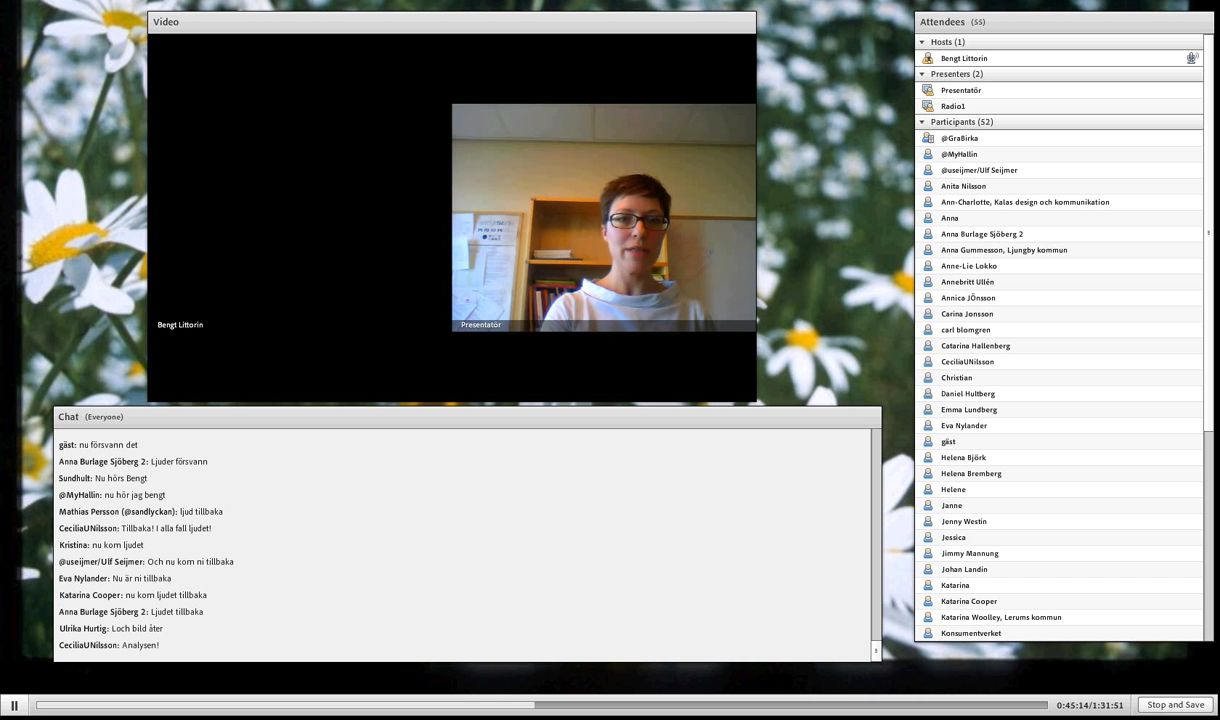 Video
Bengt Littorin
Presentatör
Chat (Everyone)
gäst: nu försvann det
Anna Burlage Sjöberg 2: Ljuder försvann
Sundhult: Nu hörs Bengt
@MyHallin: nu hör jag bengt
Mathias Persson (@sandlyckan): ljud tillbaka
CeciliaUNilsson: Tillbaka! I alla fall ljudet!
Kristina: nu kom ljudet
@useijmer/Ulf Seijmer: Och nu kom ni tillbaka
Eva Nylander: Nu är ni tillbaka
Katarina Cooper: nu kom ljudet tillbaka
Anna Burlage Sjöberg 2: Ljudet tillbaka
Ulrika Hurtig: Loch bild åter
CeciliaUNilsson: Analysen!
Attendees (55)
Hosts (1)
Bengt Littorin
Presenters (2)
Presentatör
Radio1
Participants (52)
@GraBirka
@MyHallin
@useijmer/Ulf Seijmer
Anita Nilsson
Ann-Charlotte, Kalas design och kommunikation
Anna
Anna Burlage Sjöberg 2
Anna Gummesson, Ljungby kommun
Anne-Lie Lokko
Annebritt Ullén
Annica JÖnsson
Carina Jonsson
carl blomgren
Catarina Hallenberg
CeciliaUNilsson
Christian
Daniel Hultberg
Emma Lundberg
Eva Nylander
gäst
Helena Björk
Helena Bremberg
Helene
Janne
Jenny Westin
Jessica
Jimmy Mannung
Johan Landin
Katarina
Katarina Cooper
Katarina Woolley, Lerums kommun
Konsumentverket
0:45:14/1:31:51
Stop and Save